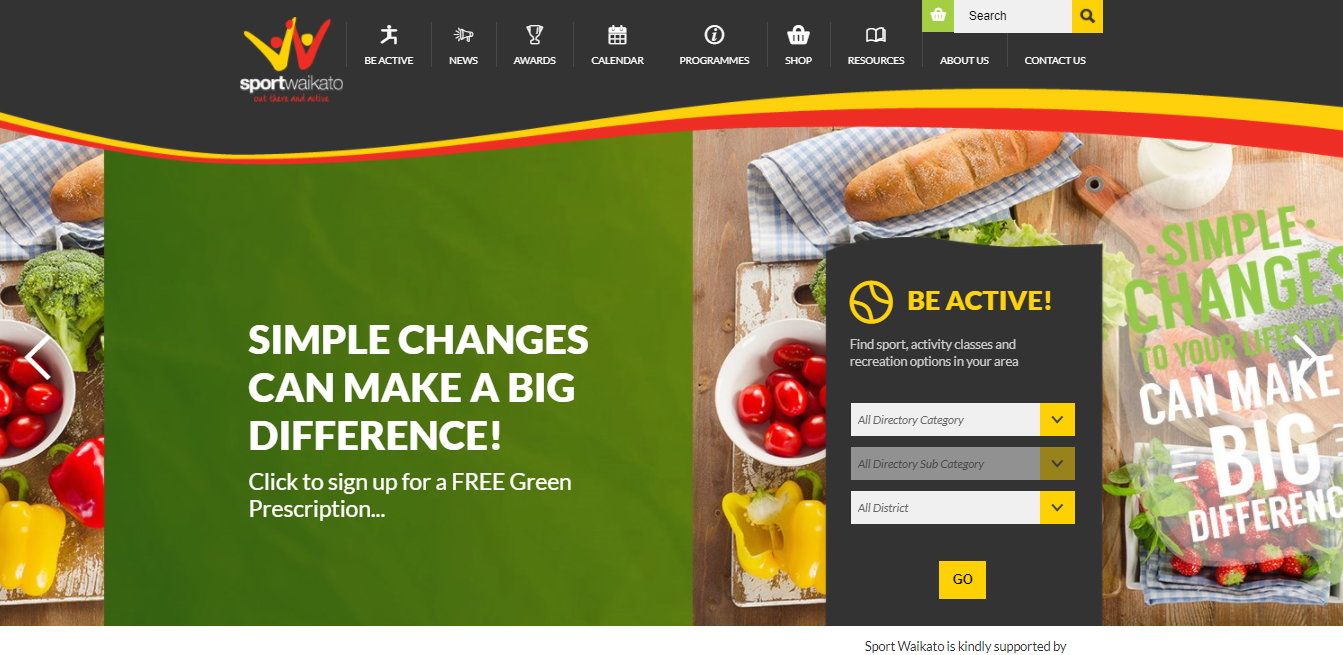 Search
sportwaikato
out there and active
BE ACTIVE
NEWS
AWARDS
CALENDAR
PROGRAMMES
SHOP
RESOURCES
ABOUT US
CONTACT US
SIMPLE CHANGES
CAN MAKE A BIG
DIFFERENCE!
Click to sign up for a FREE Green
Prescription...
BE ACTIVE!
Find sport, activity classes and
recreation options in your area
All Directory Category
All Directory Sub Category
All District
GO
SIMPLE
CHANGES
TO YOUR LIFESTYL
CAN MAKE
BIG
DIFFERENC
Sport Waikato is kindly supported by